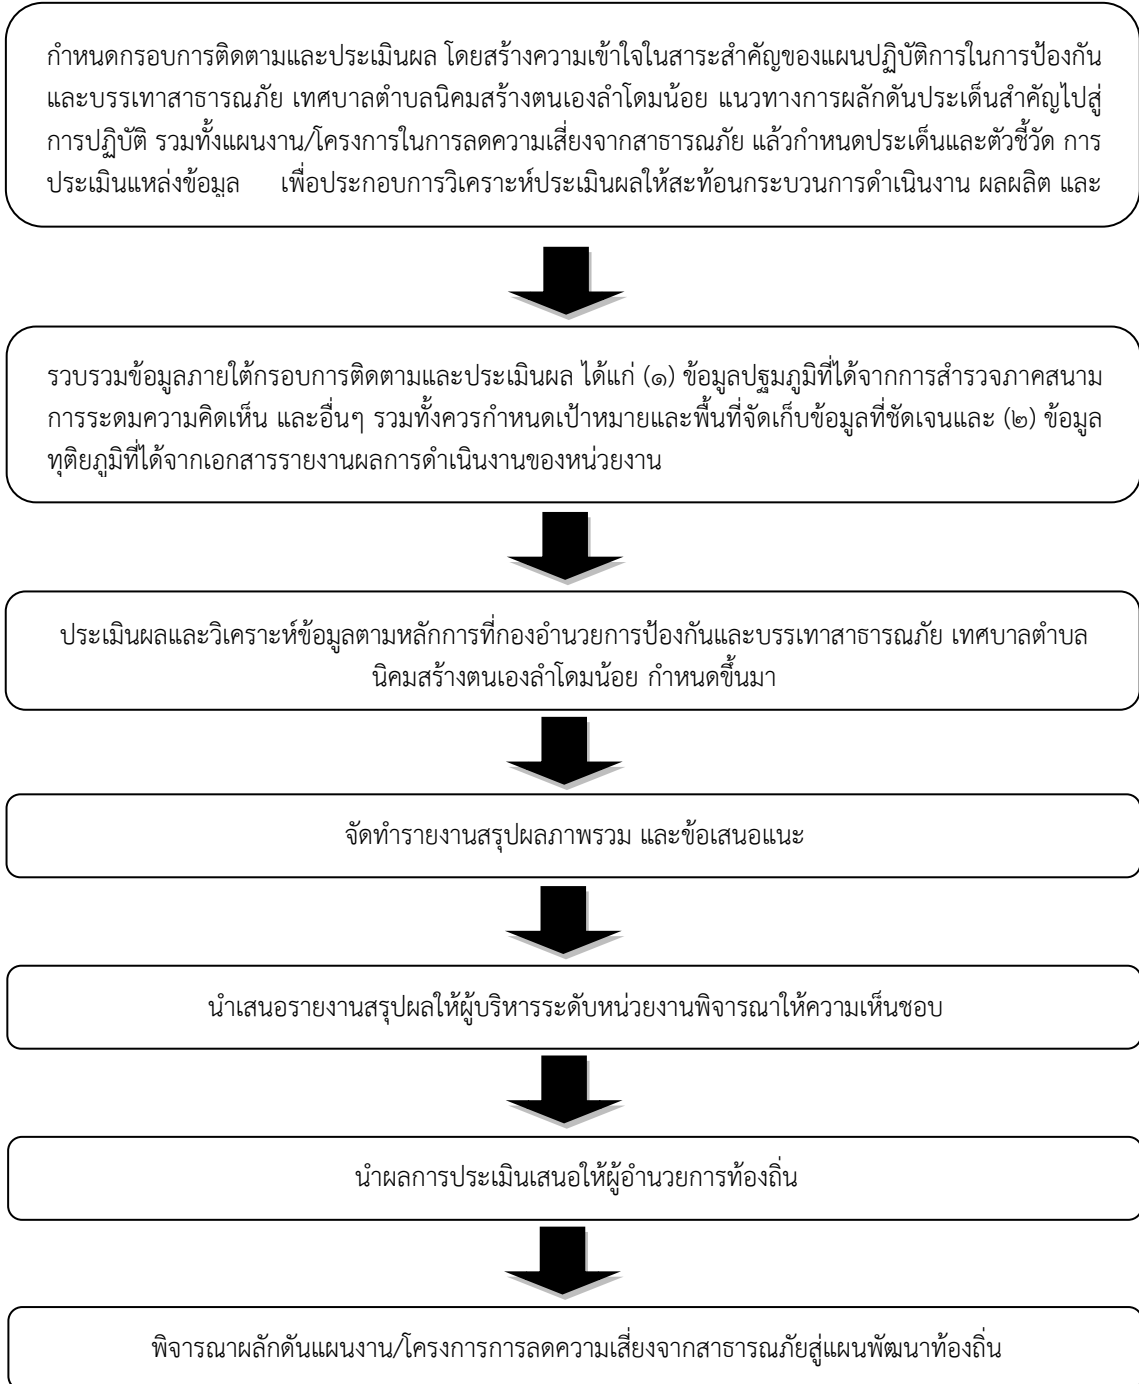 กำหนดกรอบการติดตามและประเมินผล โดยสร้างความเข้าใจในสาระสำคัญของแผนปฏิบัติการในการป้องกัน
และบรรเทาสาธารณภัย เทศบาลตำบลนิคมสร้างตนเองลำโดมน้อย แนวทางการผลักดันประเด็นสำคัญไปสู่
การปฏิบัติ รวมทั้งแผนงาน/โครงการในการลดความเสี่ยงจากสาธารณภัย แล้วกำหนดประเด็นและตัวชี้วัด การ
ประเมินแหล่งข้อมูล เพื่อประกอบการวิเคราะห์ประเมินผลให้สะท้อนกระบวนการดำเนินงาน ผลผลิต และ
รวบรวมข้อมูลภายใต้กรอบการติดตามและประเมินผล ได้แก่ (๑) ข้อมูลปฐมภูมิที่ได้จากการสำรวจภาคสนาม
การระดมความคิดเห็น และอื่นๆ รวมทั้งควรกำหนดเป้าหมายและพื้นที่จัดเก็บข้อมูลที่ชัดเจนและ (๒) ข้อมูล
ทุติยภูมิที่ได้จากเอกสารรายงานผลการดำเนินงานของหน่วยงาน
ประเมินผลและวิเคราะห์ข้อมูลตามหลักการที่กองอำนวยการป้องกันและบรรเทาสาธารณภัย เทศบาลตำบล
นิคมสร้างตนเองลำโดมน้อย กำหนดขึ้นมา
จัดทำรายงานสรุปผลภาพรวม และข้อเสนอแนะ
นำเสนอรายงานสรุปผลให้ผู้บริหารระดับหน่วยงานพิจารณาให้ความเห็นชอบ
นำผลการประเมินเสนอให้ผู้อำนวยการท้องถิ่น
พิจารณาผลักดันแผนงาน/โครงการการลดความเสี่ยงจากสาธารณภัยสู่แผนพัฒนาท้องถิ่น